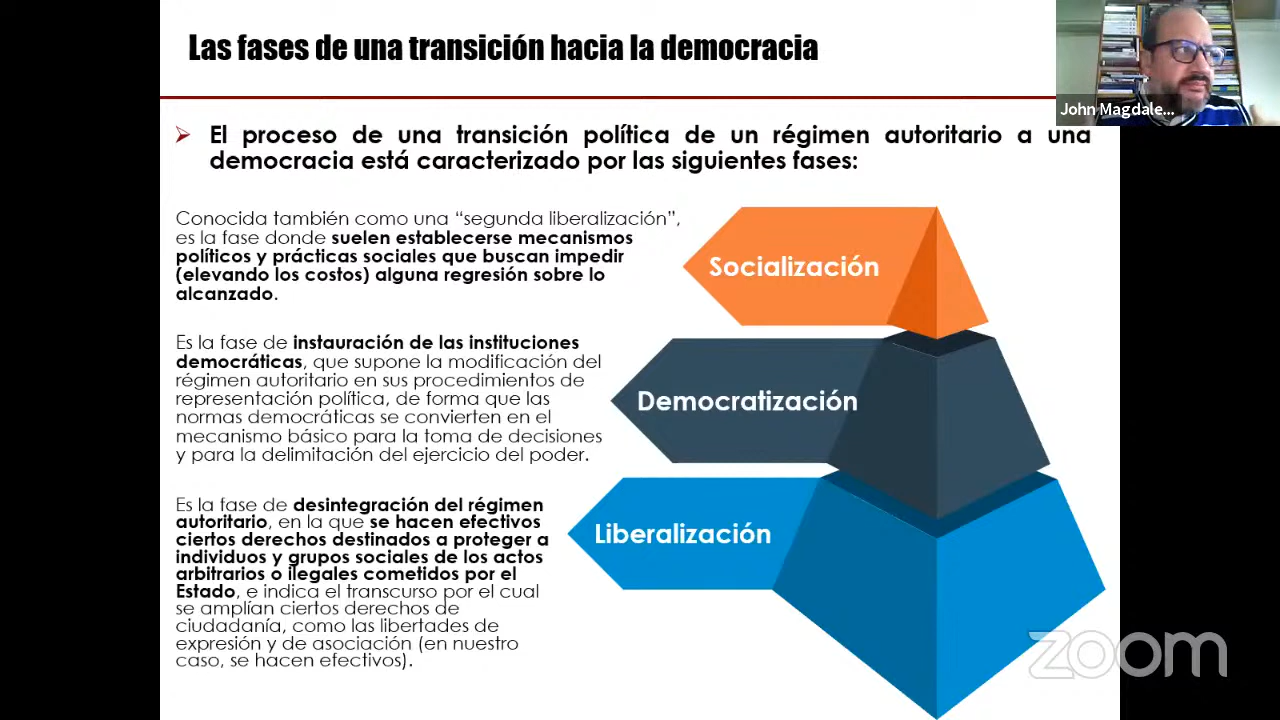 Las fases de una transición hacia la democracia
John Magdale...
El proceso de una transición política de un régimen autoritario a una
democracia está caracterizado por las siguientes fases:
Conocida también como una “segunda liberalización”,
es la fase donde suelen establecerse mecanismos
políticos y prácticas sociales que buscan impedir
(elevando los costos) alguna regresión sobre lo
alcanzado.
Socialización
Es la fase de instauración de las instituciones
democráticas, que supone la modificación del
régimen autoritario en sus procedimientos de
representación política, de forma que las
normas democráticas se convierten en el
mecanismo básico para la toma de decisiones
y para la delimitación del ejercicio del poder.
Democratización
Es la fase de desintegración del régimen
autoritario, en la que se hacen efectivos
ciertos derechos destinados a proteger a
individuos y grupos sociales de los actos
arbitrarios o ilegales cometidos por el
Estado, e indica el transcurso por el cual
se amplían ciertos derechos de
ciudadanía, como las libertades de
expresión y de asociación (en nuestro
caso, se hacen efectivos).
Liberalización
zoom